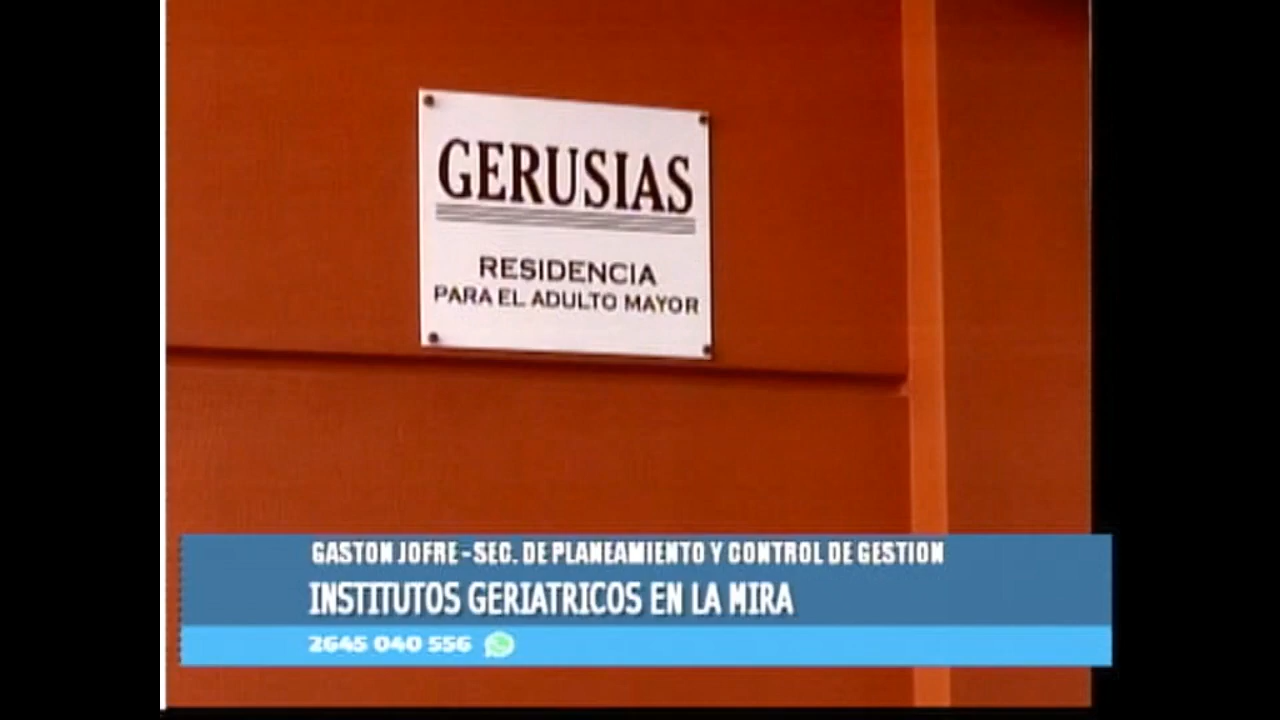 GERUSIAS
RESIDENCIA
PARA EL ADULTO MAYOR
GASTON JOFRE - SEC. DE PLANEAMIENTO Y CONTROL DE GESTION
INSTITUTOS GERIATRICOS EN LA MIRA
2645 040 556